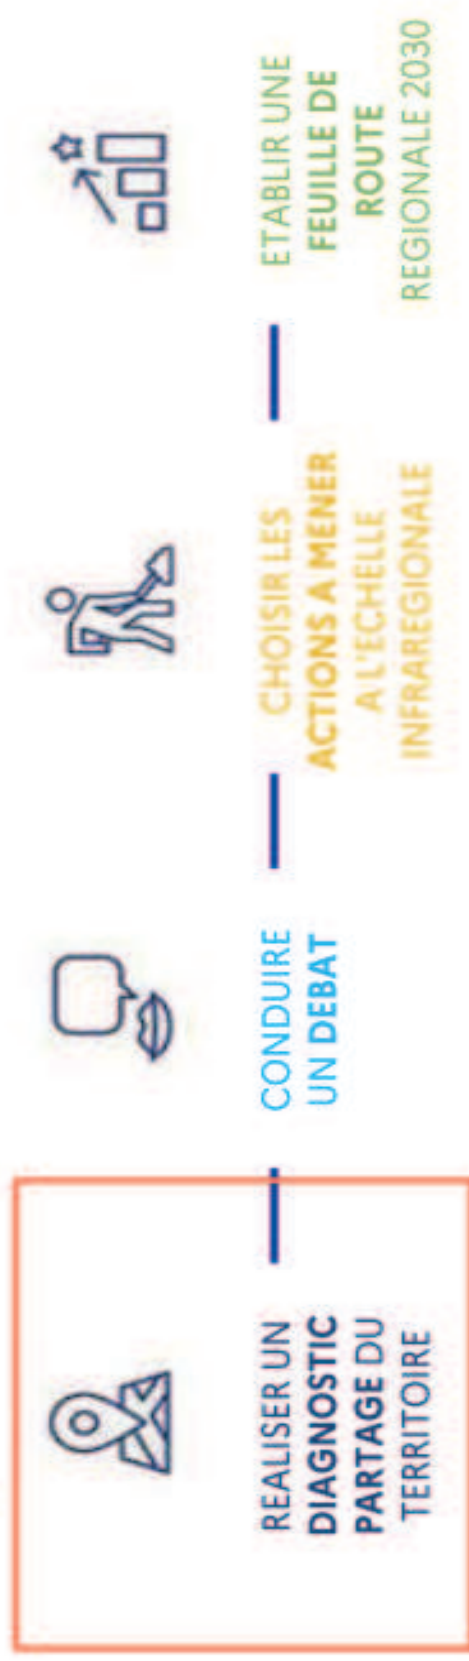 REALISER UN
DIAGNOSTIC
PARTAGE DU
TERRITOIRE
CONDUIRE
UN DEBAT
CHOISIR LES
ACTIONS A MENER
A L'ECHELLE
INFRAREGIONALE
ETABLIR UNE
FEUILLE DE
ROUTE
REGIONALE 2030